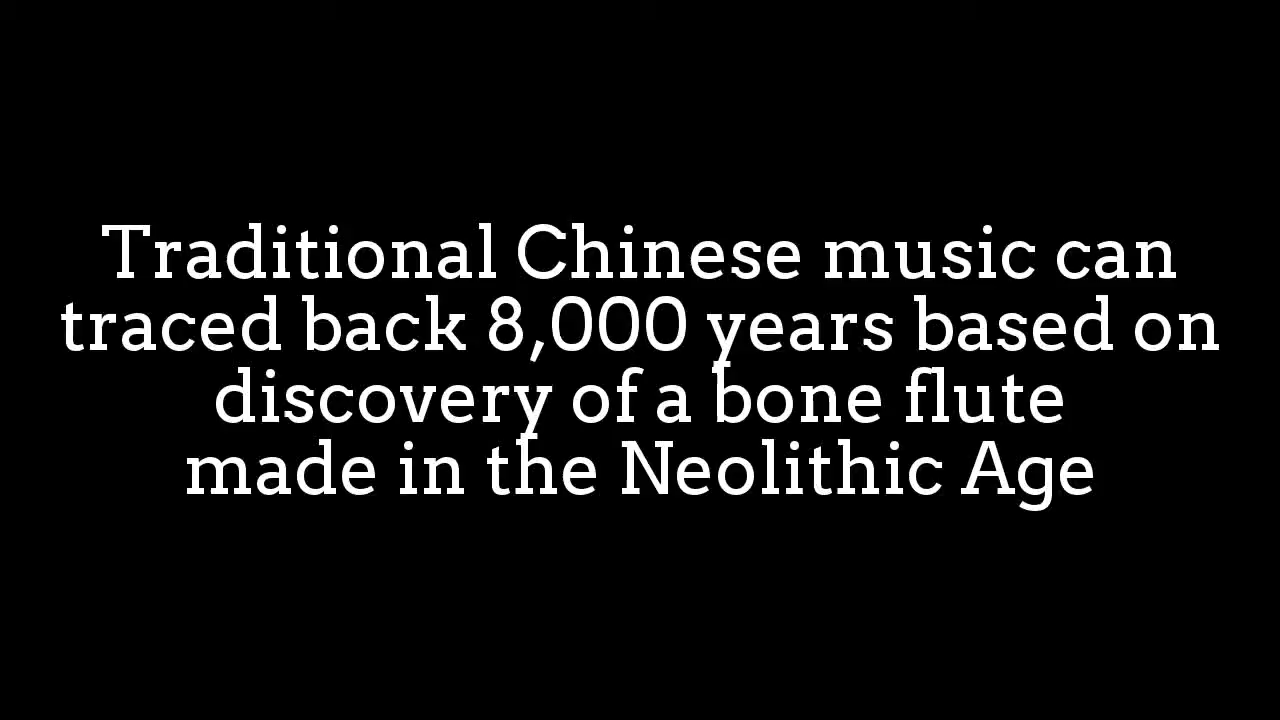 Traditional Chinese music can
traced back 8,000 years based on
discovery of a bone flute
made in the Neolithic Age